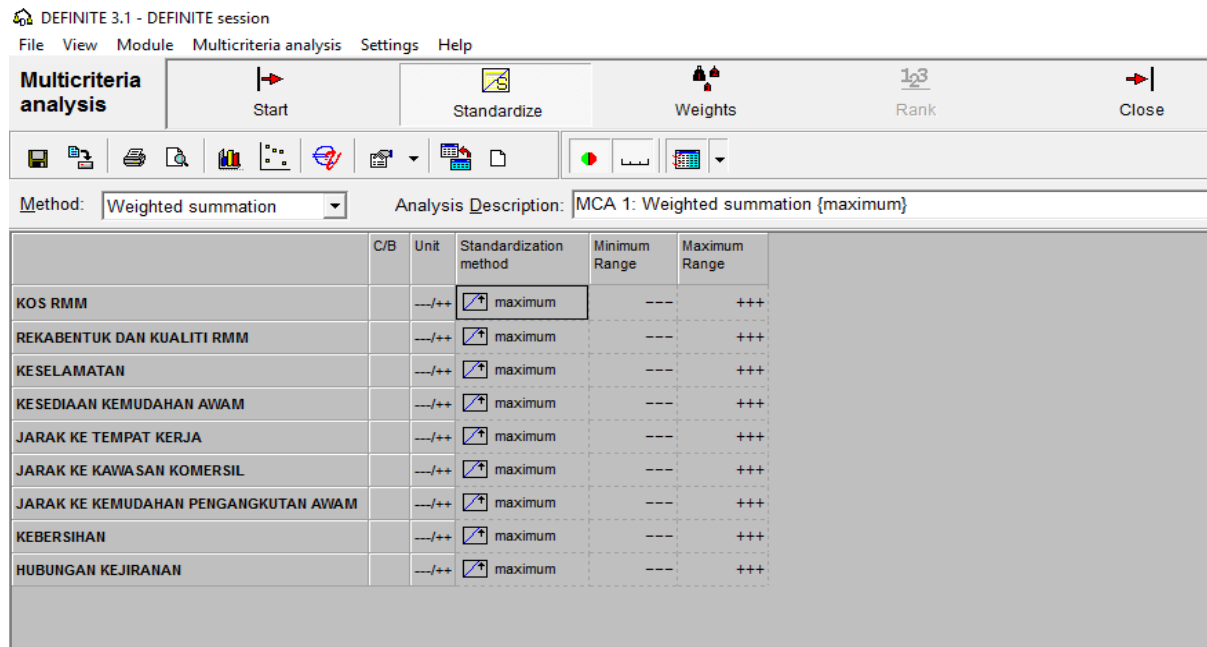 DEFINITE 3.1 - DEFINITE session
File View Module Multicriteria analysis Settings Help
Multicriteria analysis
Start
Standardize
Weights
123
Rank
Close
Method: Weighted summation
Analysis Description: MCA 1: Weighted summation {maximum}
C/B Unit Standardization method Minimum Range Maximum Range
KOS RMM ---/++ maximum --- +++
REKABENTUK DAN KUALITI RMM ---/++ maximum --- +++
KESELAMATAN ---/++ maximum --- +++
KESEDIAAN KEMUDAHAN AWAM ---/++ maximum --- +++
JARAK KE TEMPAT KERJA ---/++ maximum --- +++
JARAK KE KAWASAN KOMERSIL ---/++ maximum --- +++
JARAK KE KEMUDAHAN PENGANGKUTAN AWAM ---/++ maximum --- +++
KEBERSIHAN ---/++ maximum --- +++
HUBUNGAN KEJIRANAN ---/++ maximum --- +++